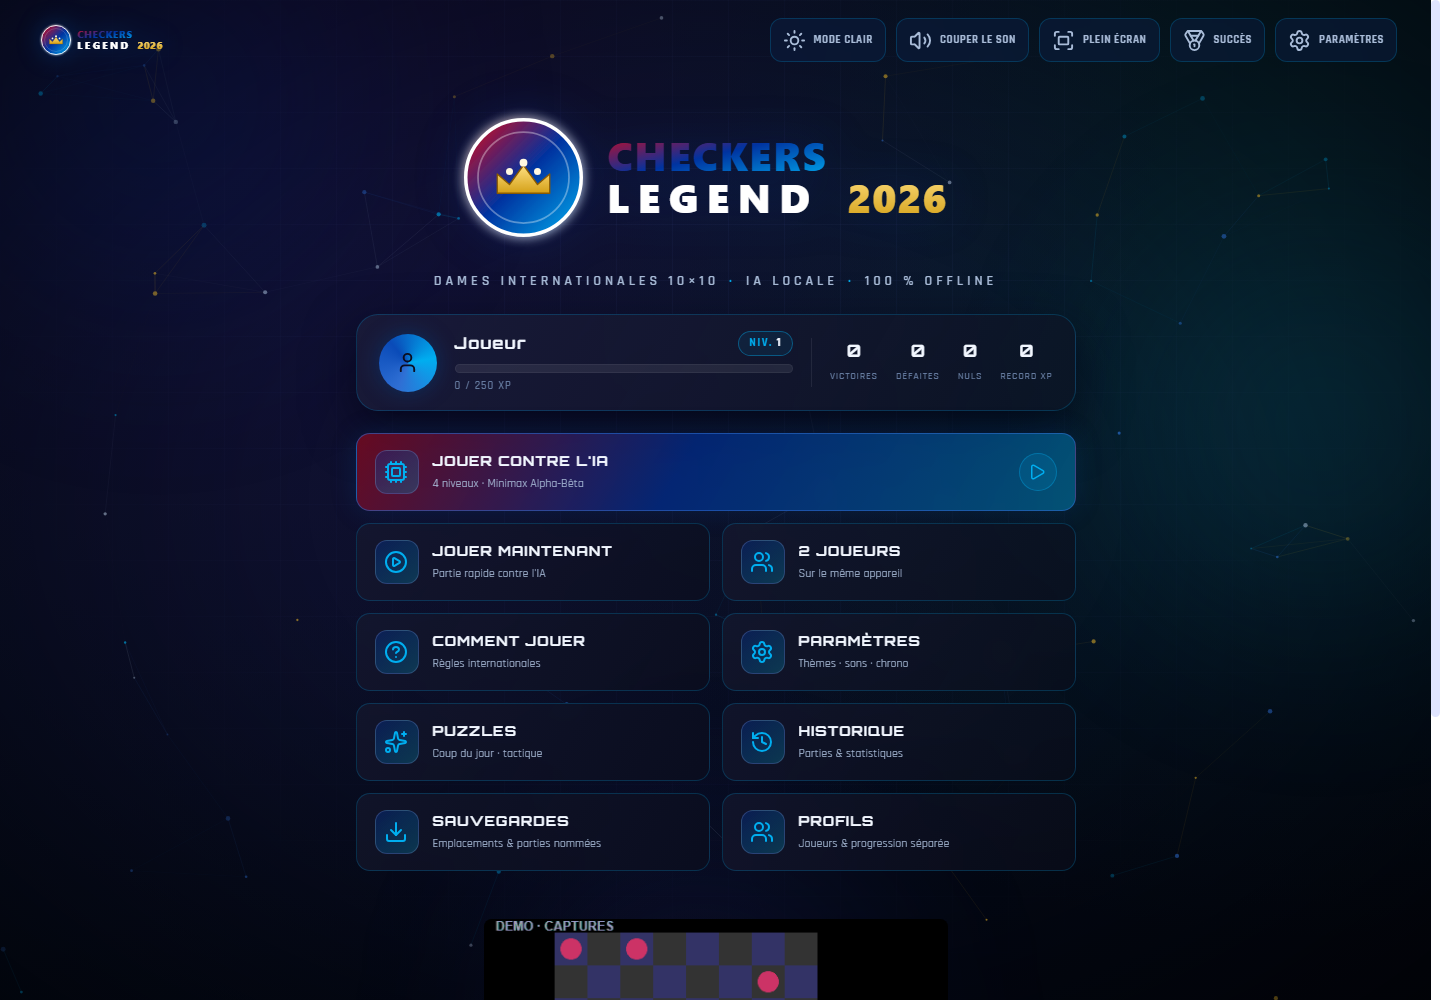 CHECKERS
LEGEND 2026
MODE CLAIR
COUPER LE SON
PLEIN ÉCRAN
SUCCÈS
PARAMÈTRES
CHECKERS
LEGEND 2026
DAMES INTERNATIONALES 10×10 · IA LOCALE · 100 % OFFLINE
Joueur
NIV. 1
0 / 250 XP
0
VICTOIRES
0
DÉFAITES
0
NULS
0
RECORD XP
JOUER CONTRE L'IA
4 niveaux · Minimax Alpha-Bêta
JOUER MAINTENANT
Partie rapide contre l'IA
2 JOUEURS
Sur le même appareil
COMMENT JOUER
Règles internationales
PARAMÈTRES
Thèmes · sons · chrono
PUZZLES
Coup du jour · tactique
HISTORIQUE
Parties & statistiques
SAUVEGARDES
Emplacements & parties nommées
PROFILS
Joueurs & progression séparée
DEMO · CAPTURES